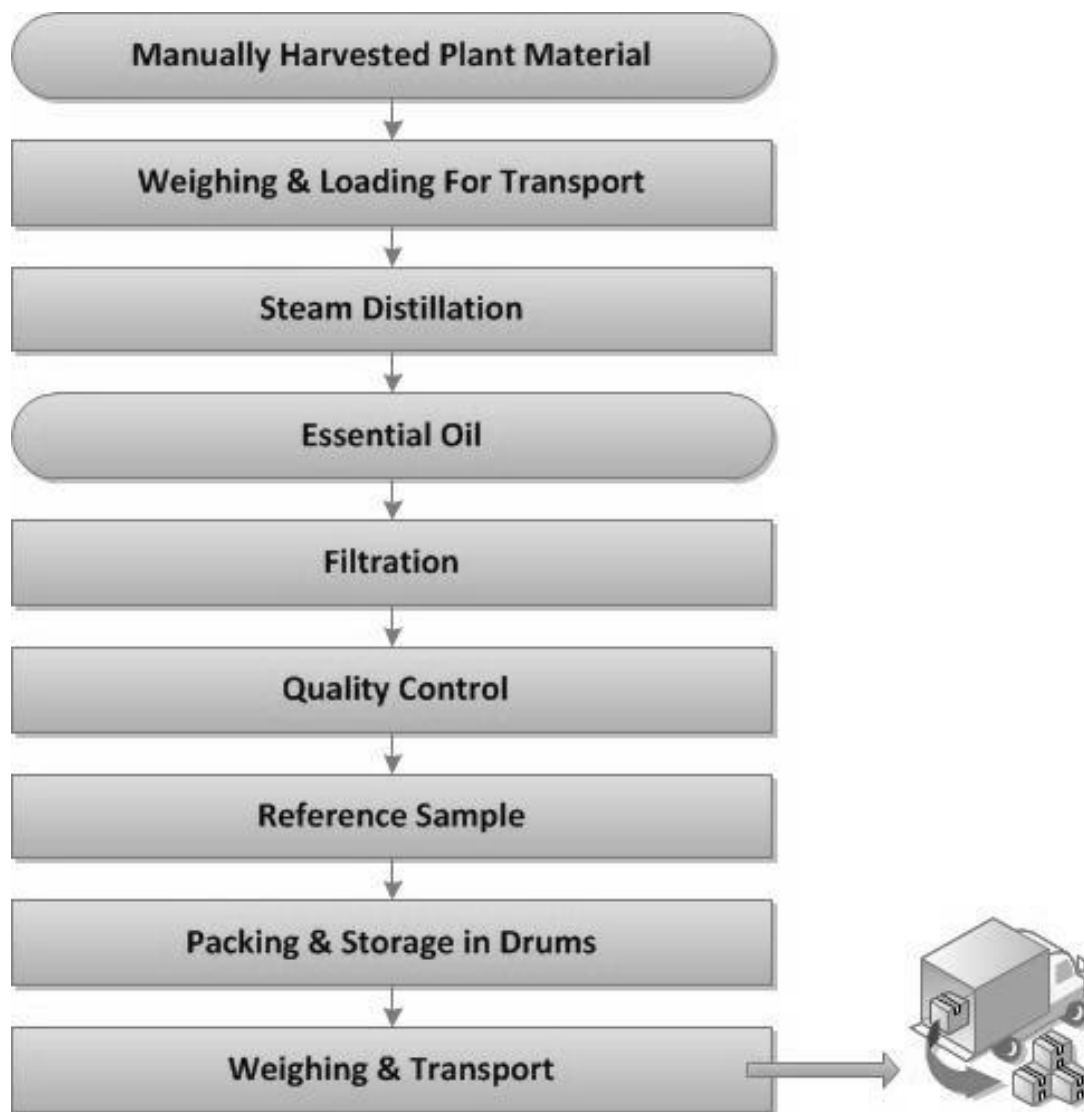 Manually Harvested Plant Material
Weighing & Loading For Transport
Steam Distillation
Essential Oil
Filtration
Quality Control
Reference Sample
Packing & Storage in Drums
Weighing & Transport